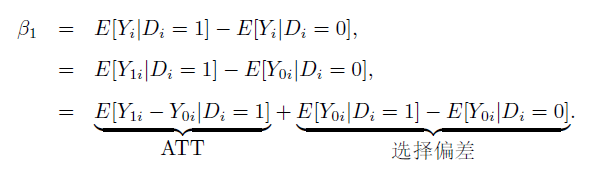 β₁ = E[Yᵢ|Dᵢ = 1] − E[Yᵢ|Dᵢ = 0],
= E[Y₁ᵢ|Dᵢ = 1] − E[Y₀ᵢ|Dᵢ = 0],
= E[Y₁ᵢ − Y₀ᵢ|Dᵢ = 1] + E[Y₀ᵢ|Dᵢ = 1] − E[Y₀ᵢ|Dᵢ = 0].
ATT 选择偏差